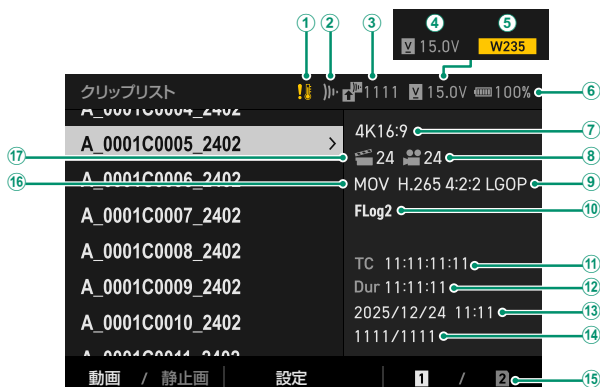 ① ② ③ ④ ⑤
V 15.0V W235
クリップリスト 1111 V 15.0V 100% ⑥
A_0001C0004_2402
A_0001C0005_2402 >
A_0001C0006_2402
A_0001C0007_2402
A_0001C0008_2402
A_0001C0009_2402
A_0001C0010_2402
A_0001C0011_2402
4K16:9 ⑦
⑰ 24 24 ⑧
⑯ MOV H.265 4:2:2 LGOP ⑨
FLog2 ⑩
TC 11:11:11:11 ⑪
Dur 11:11:11 ⑫
2025/12/24 11:11 ⑬
1111/1111 ⑭
動画 / 静止画 設定 1 / 2 ⑮